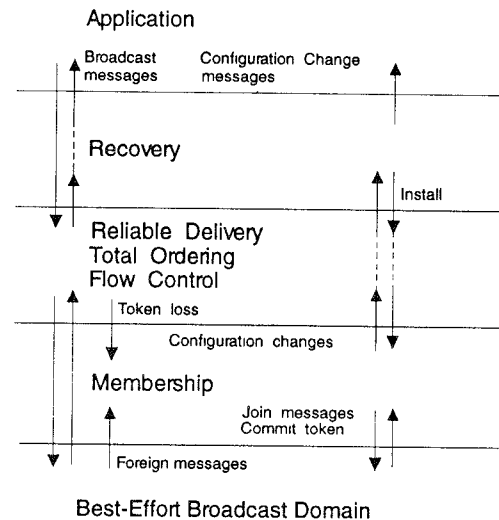 Application
Broadcast messages
Configuration Change messages
Recovery
Install
Reliable Delivery
Total Ordering
Flow Control
Token loss
Configuration changes
Membership
Join messages
Commit token
Foreign messages
Best-Effort Broadcast Domain